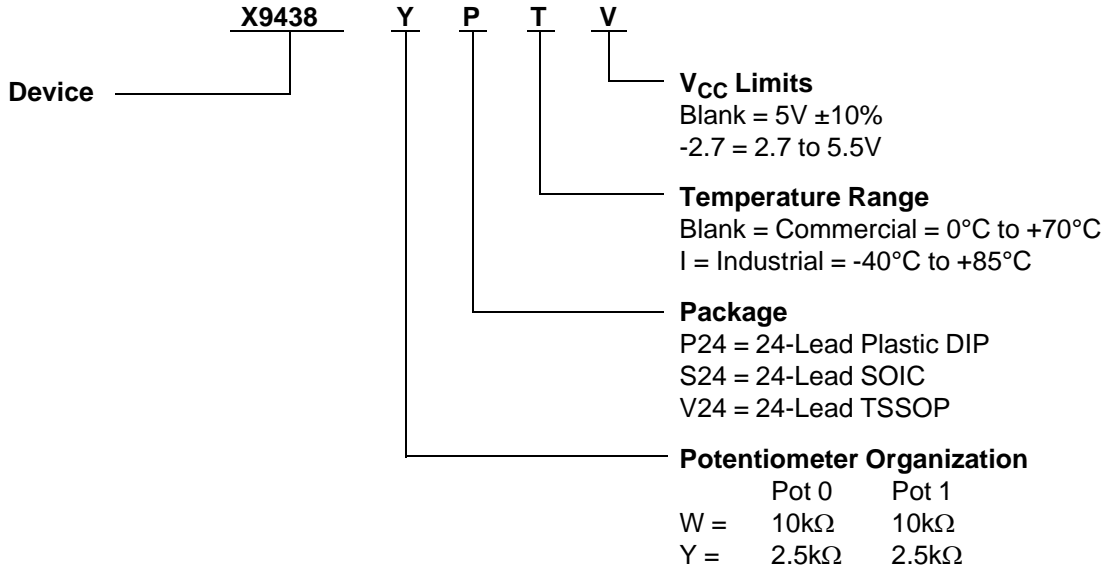 X9438 Y P T V
Device
VCC Limits
Blank = 5V ±10%
-2.7 = 2.7 to 5.5V
Temperature Range
Blank = Commercial = 0°C to +70°C
I = Industrial = -40°C to +85°C
Package
P24 = 24-Lead Plastic DIP
S24 = 24-Lead SOIC
V24 = 24-Lead TSSOP
Potentiometer Organization
Pot 0 Pot 1
W = 10kΩ 10kΩ
Y = 2.5kΩ 2.5kΩ